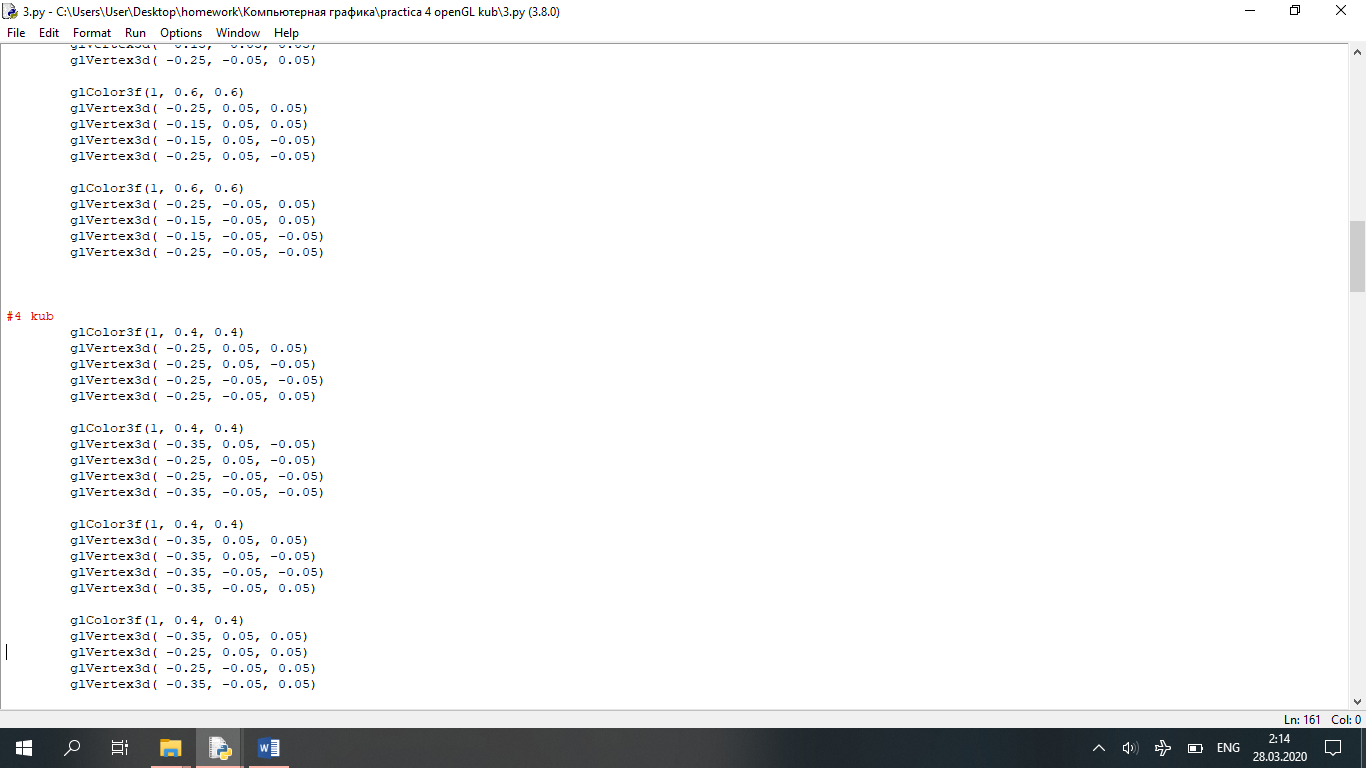 3.py - C:\Users\User\Desktop\homework\Компьютерная графика\practica 4 openGL kub\3.py (3.8.0)
File Edit Format Run Options Window Help
glVertex3d( -0.15, -0.05, 0.05)
glVertex3d( -0.25, -0.05, 0.05)
glColor3f(1, 0.6, 0.6)
glVertex3d( -0.25, 0.05, 0.05)
glVertex3d( -0.15, 0.05, 0.05)
glVertex3d( -0.15, 0.05, -0.05)
glVertex3d( -0.25, 0.05, -0.05)
glColor3f(1, 0.6, 0.6)
glVertex3d( -0.25, -0.05, 0.05)
glVertex3d( -0.15, -0.05, 0.05)
glVertex3d( -0.15, -0.05, -0.05)
glVertex3d( -0.25, -0.05, -0.05)
#4 kub
glColor3f(1, 0.4, 0.4)
glVertex3d( -0.25, 0.05, 0.05)
glVertex3d( -0.25, 0.05, -0.05)
glVertex3d( -0.25, -0.05, -0.05)
glVertex3d( -0.25, -0.05, 0.05)
glColor3f(1, 0.4, 0.4)
glVertex3d( -0.35, 0.05, -0.05)
glVertex3d( -0.25, 0.05, -0.05)
glVertex3d( -0.25, -0.05, -0.05)
glVertex3d( -0.35, -0.05, -0.05)
glColor3f(1, 0.4, 0.4)
glVertex3d( -0.35, 0.05, 0.05)
glVertex3d( -0.35, 0.05, -0.05)
glVertex3d( -0.35, -0.05, -0.05)
glVertex3d( -0.35, -0.05, 0.05)
glColor3f(1, 0.4, 0.4)
glVertex3d( -0.35, 0.05, 0.05)
glVertex3d( -0.25, 0.05, 0.05)
glVertex3d( -0.25, -0.05, 0.05)
glVertex3d( -0.35, -0.05, 0.05)
Ln: 161 Col: 0
ENG
2:14
28.03.2020